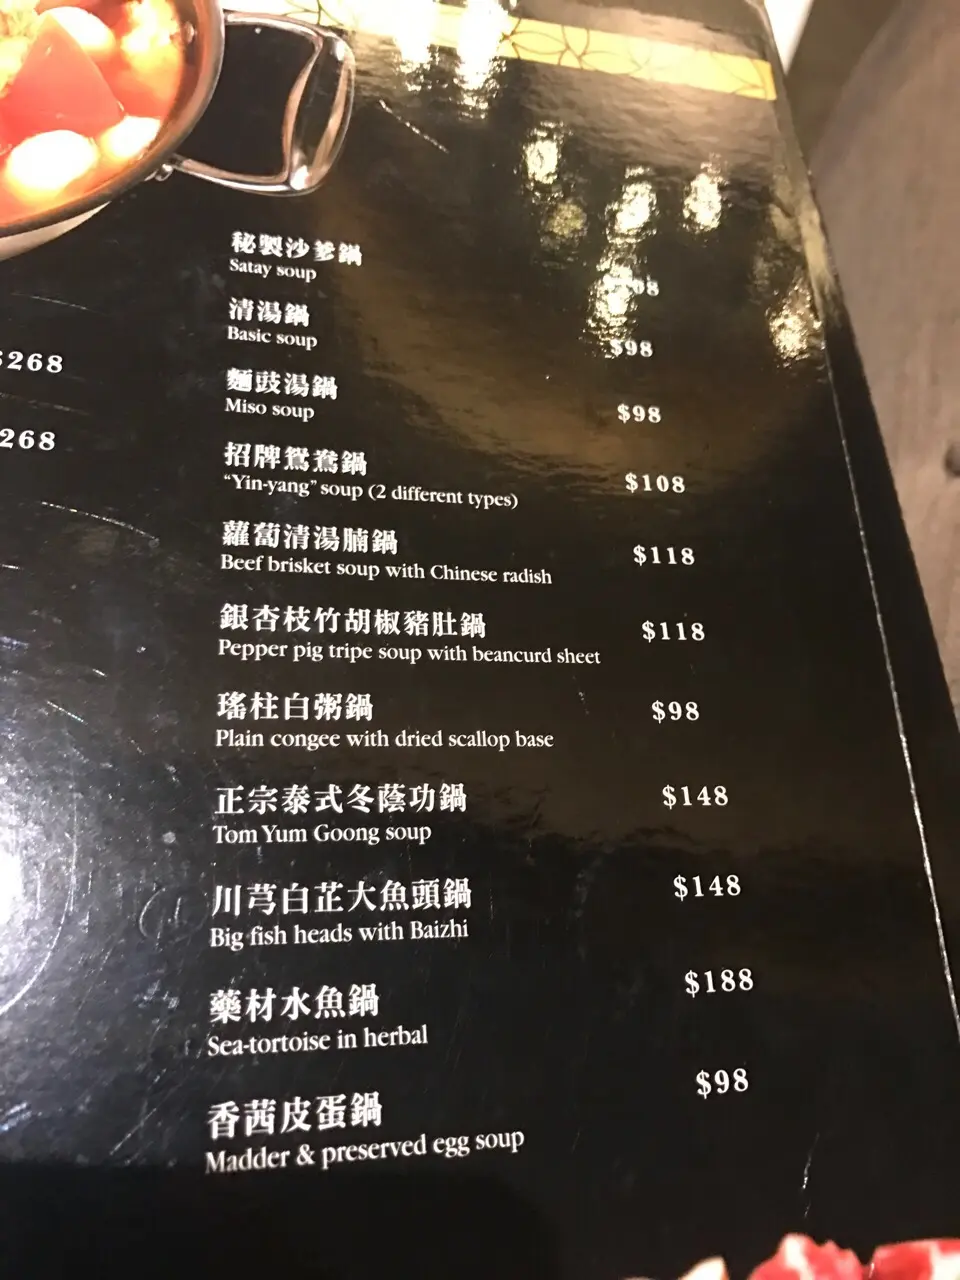 秘製沙爹鍋
Satay soup
清湯鍋
Basic soup
$98
$268
麵豉湯鍋
Miso soup
$98
268
招牌鴛鴦鍋
"Yin-yang" soup (2 different types)
$108
蘿蔔清湯腩鍋
Beef brisket soup with Chinese radish
$118
銀杏枝竹胡椒豬肚鍋
Pepper pig tripe soup with beancurd sheet
$118
瑤柱白粥鍋
Plain congee with dried scallop base
$98
正宗泰式冬蔭功鍋
Tom Yum Goong soup
$148
川芎白芷大魚頭鍋
Big fish heads with Baizhi
$148
藥材水魚鍋
Sea-tortoise in herbal
$188
香茜皮蛋鍋
Madder & preserved egg soup
$98